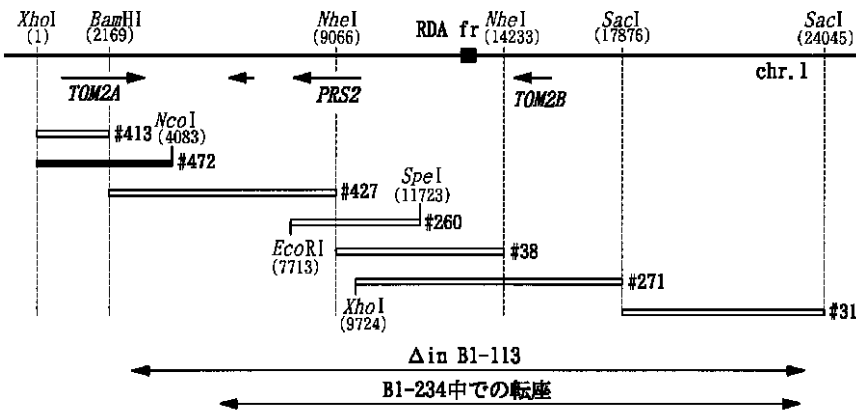 XhoI BamHI NheI RDA fr NheI SacI SacI
(1) (2169) (9066) (14233) (17876) (24045)
chr.1
TOM2A PRS2 TOM2B
NcoI
(4083)
#413
#472
SpeI
(11723)
#427
#260
EcoRI
(7713)
#38
#271
XhoI
(9724)
#31
Δin B1-113
B1-234中での転座